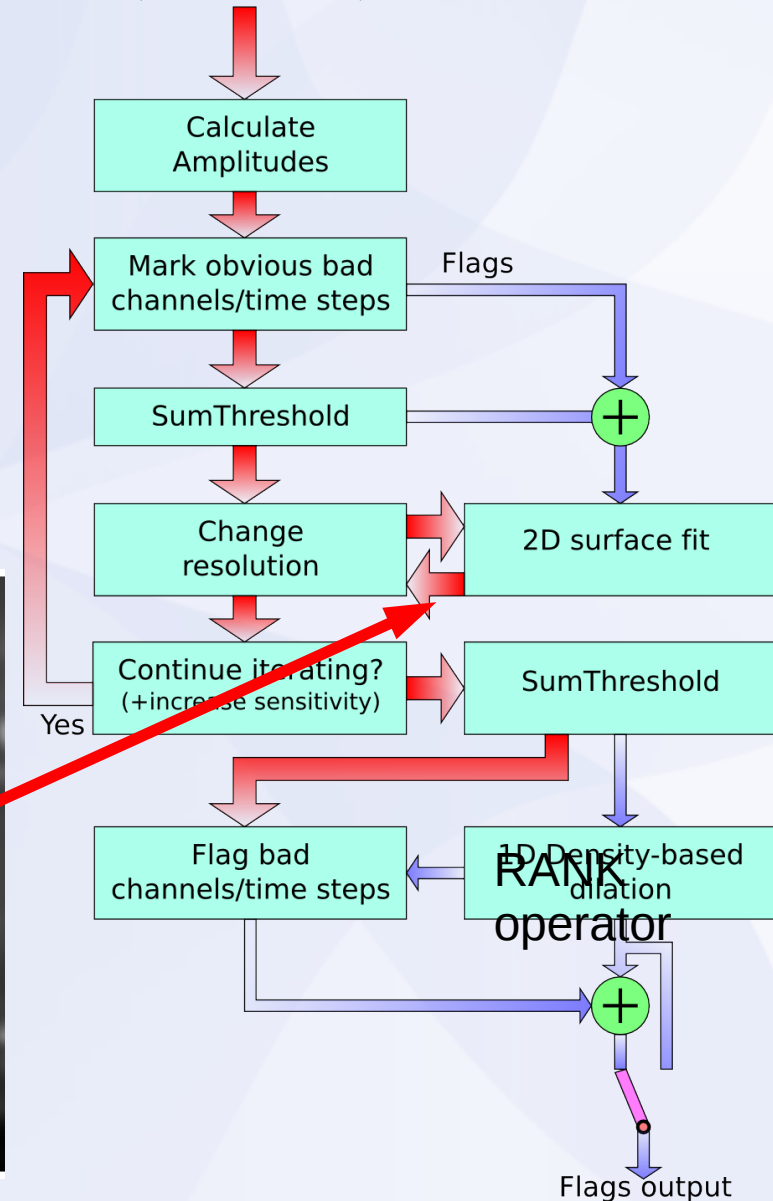 Calculate
Amplitudes
Mark obvious bad
channels/time steps
Flags
SumThreshold
+
Change
resolution
2D surface fit
Continue iterating?
(+increase sensitivity)
SumThreshold
Yes
Flag bad
channels/time steps
1D Density-based
dilation
RANK
operator
+
Flags output